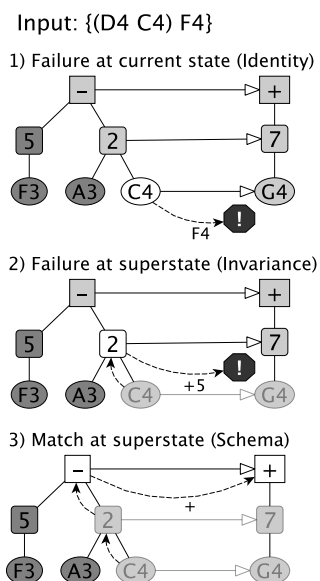 Input: {(D4 C4) F4}
1) Failure at current state (Identity)
– +
5 2 7
F3 A3 C4 G4
F4 !
2) Failure at superstate (Invariance)
– +
5 2 7
!
+5
F3 A3 C4 G4
3) Match at superstate (Schema)
– +
+
5 2 7
F3 A3 C4 G4